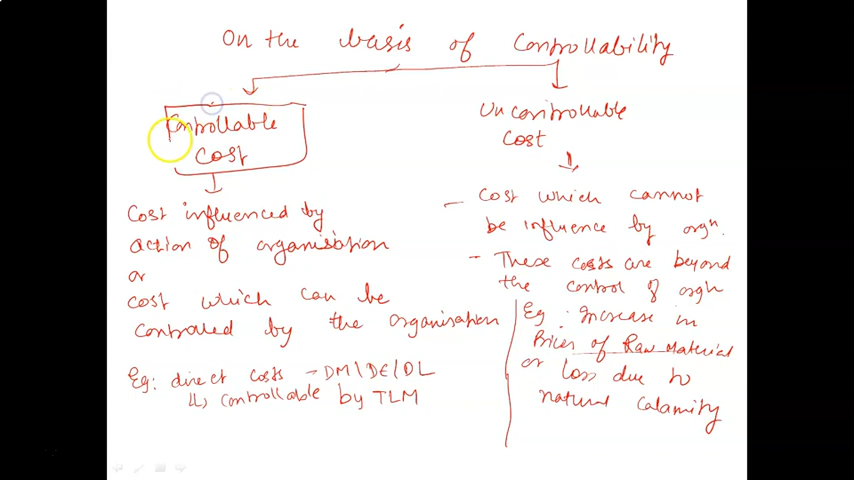 On the basis of Controllability
Controllable
Cost
Cost influenced by
action of organisation
or
cost which can be
controlled by the organisation
Eg: direct costs - DM/DE/DL
↳ controllable by TLM
Uncontrollable
Cost
- Cost which cannot
be influence by orgn.
- These costs are beyond
the control of orgn
Eg: Increase in
Prices of Raw Material
or loss due to
natural calamity